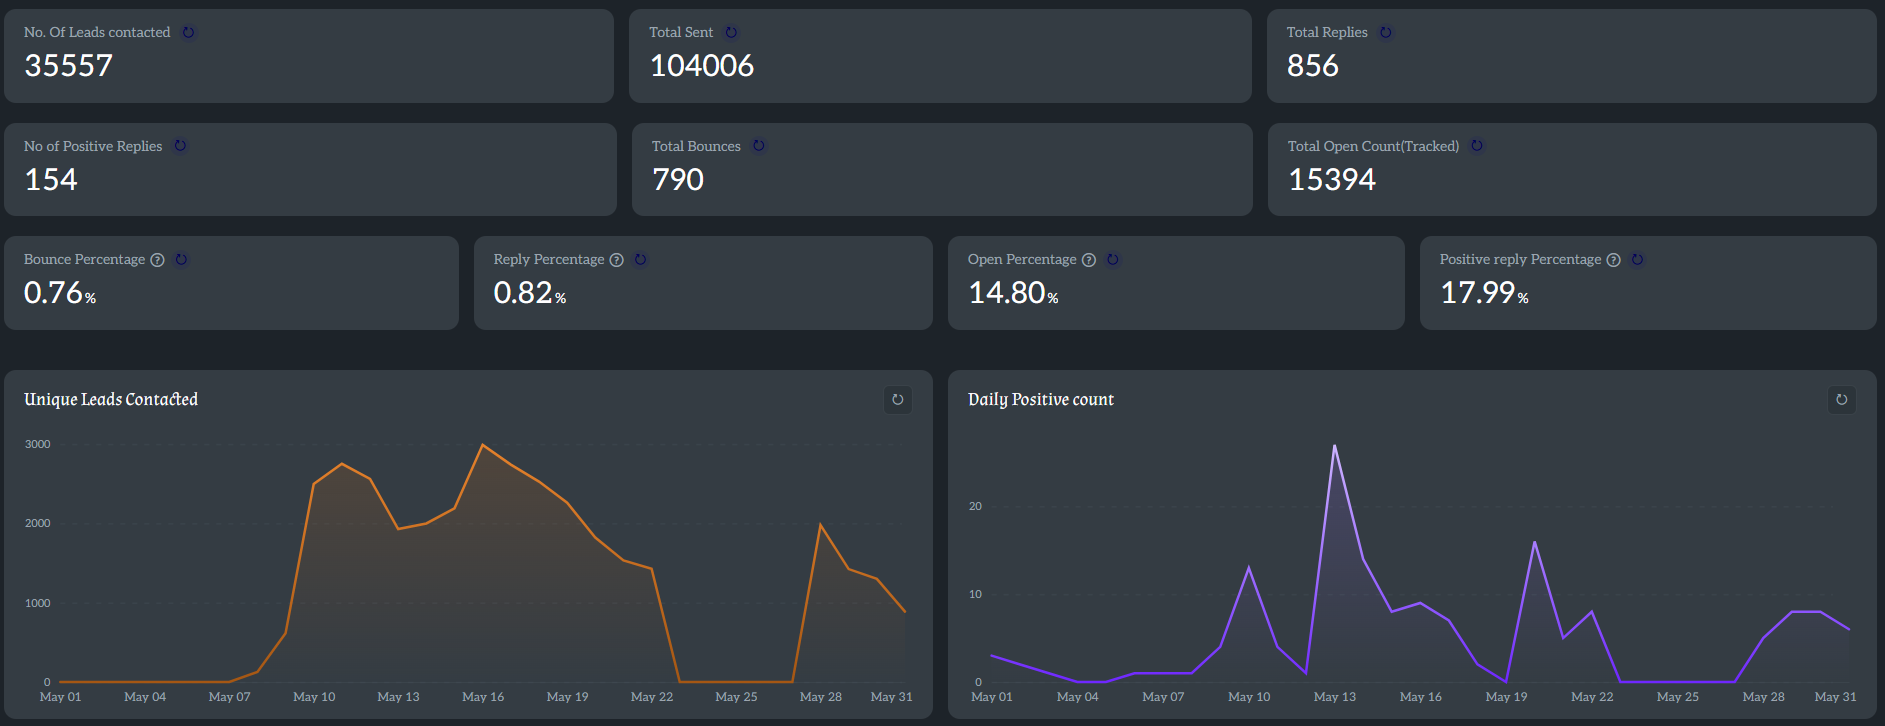 No. Of Leads contacted
35557
Total Sent
104006
Total Replies
856
No of Positive Replies
154
Total Bounces
790
Total Open Count(Tracked)
15394
Bounce Percentage ?
0.76%
Reply Percentage ?
0.82%
Open Percentage ?
14.80%
Positive reply Percentage ?
17.99%
Unique Leads Contacted
3000
2000
1000
0
May 01 May 04 May 07 May 10 May 13 May 16 May 19 May 22 May 25 May 28 May 31
Daily Positive count
20
10
0
May 01 May 04 May 07 May 10 May 13 May 16 May 19 May 22 May 25 May 28 May 31